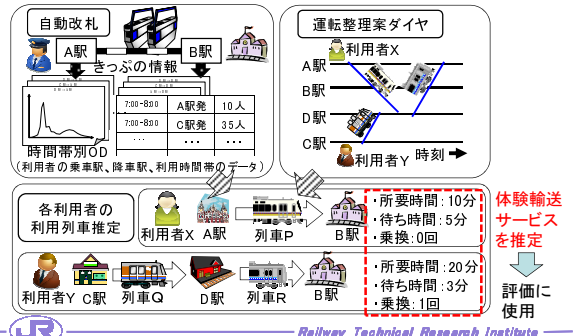 自動改札
A駅
B駅
きっぷの情報
7:00-8:00 A駅発 10人
7:00-8:00 C駅発 35人
… … …
時間帯別OD
(利用者の乗車駅、降車駅、利用時間帯のデータ)
運転整理案ダイヤ
利用者X
A駅
B駅
D駅
C駅
利用者Y 時刻
各利用者の
利用列車推定
利用者X A駅 列車P B駅
・所要時間:10分
・待ち時間:5分
・乗換:0回
利用者Y C駅 列車Q D駅 列車R B駅
・所要時間:20分
・待ち時間:3分
・乗換:1回
体験輸送
サービス
を推定
評価に
使用
JR
Railway Technical Research Institute